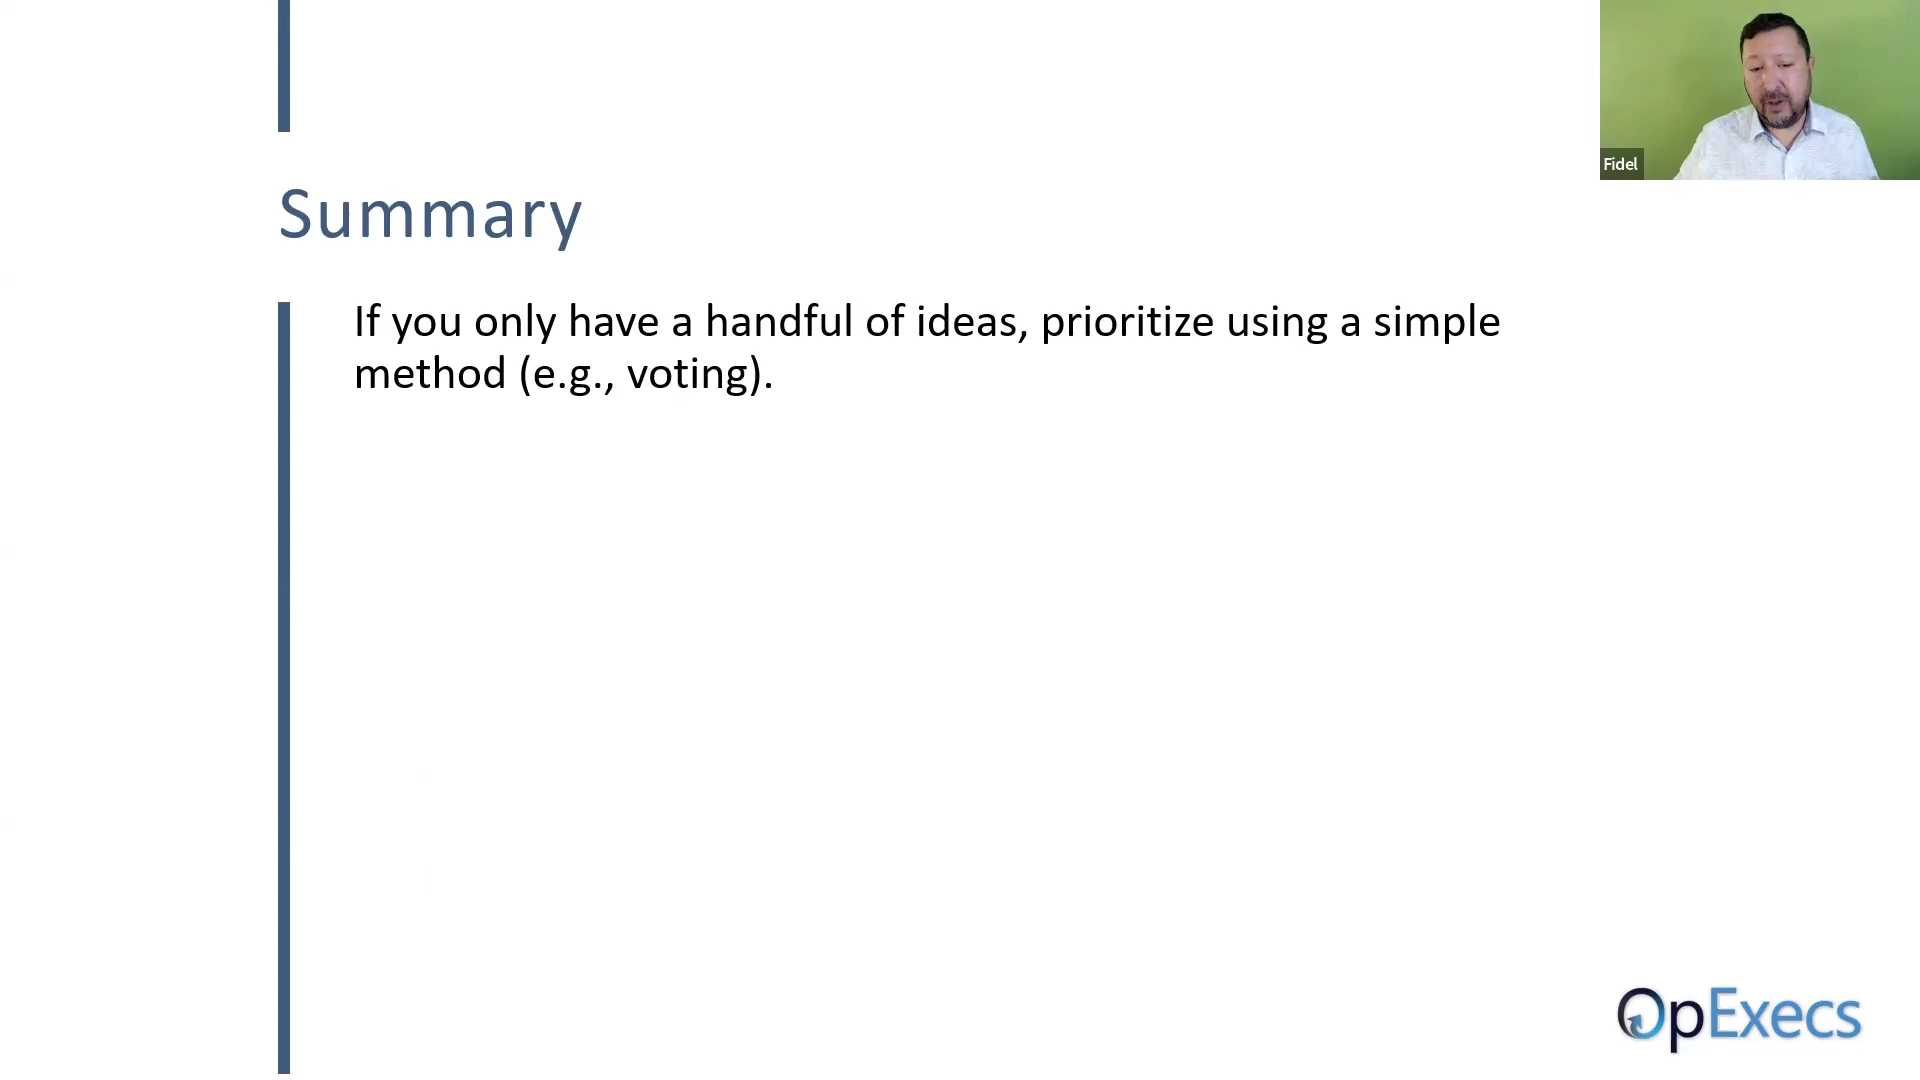 Fidel
Summary
If you only have a handful of ideas, prioritize using a simple
method (e.g., voting).
OpExecs